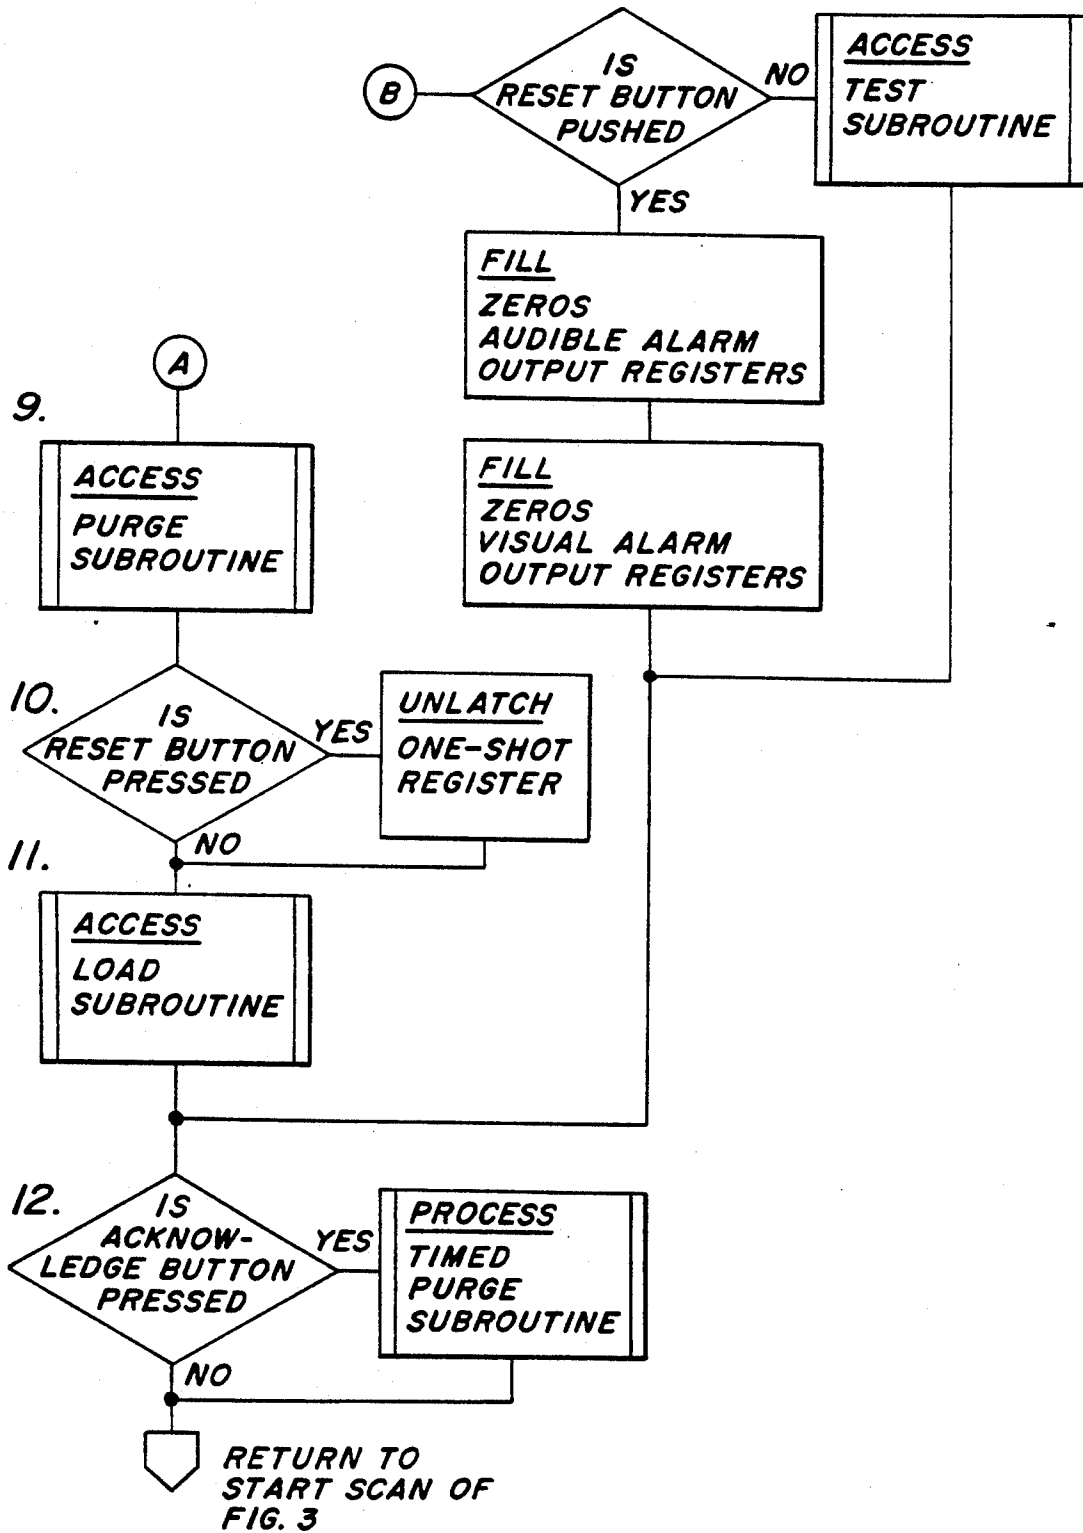 B
IS
RESET BUTTON
PUSHED
NO
ACCESS
TEST
SUBROUTINE
YES
FILL
ZEROS
AUDIBLE ALARM
OUTPUT REGISTERS
FILL
ZEROS
VISUAL ALARM
OUTPUT REGISTERS
A
9.
ACCESS
PURGE
SUBROUTINE
10.
IS
RESET BUTTON
PRESSED
YES
UNLATCH
ONE-SHOT
REGISTER
NO
11.
ACCESS
LOAD
SUBROUTINE
12.
IS
ACKNOW-
LEDGE BUTTON
PRESSED
YES
PROCESS
TIMED
PURGE
SUBROUTINE
NO
RETURN TO
START SCAN OF
FIG. 3